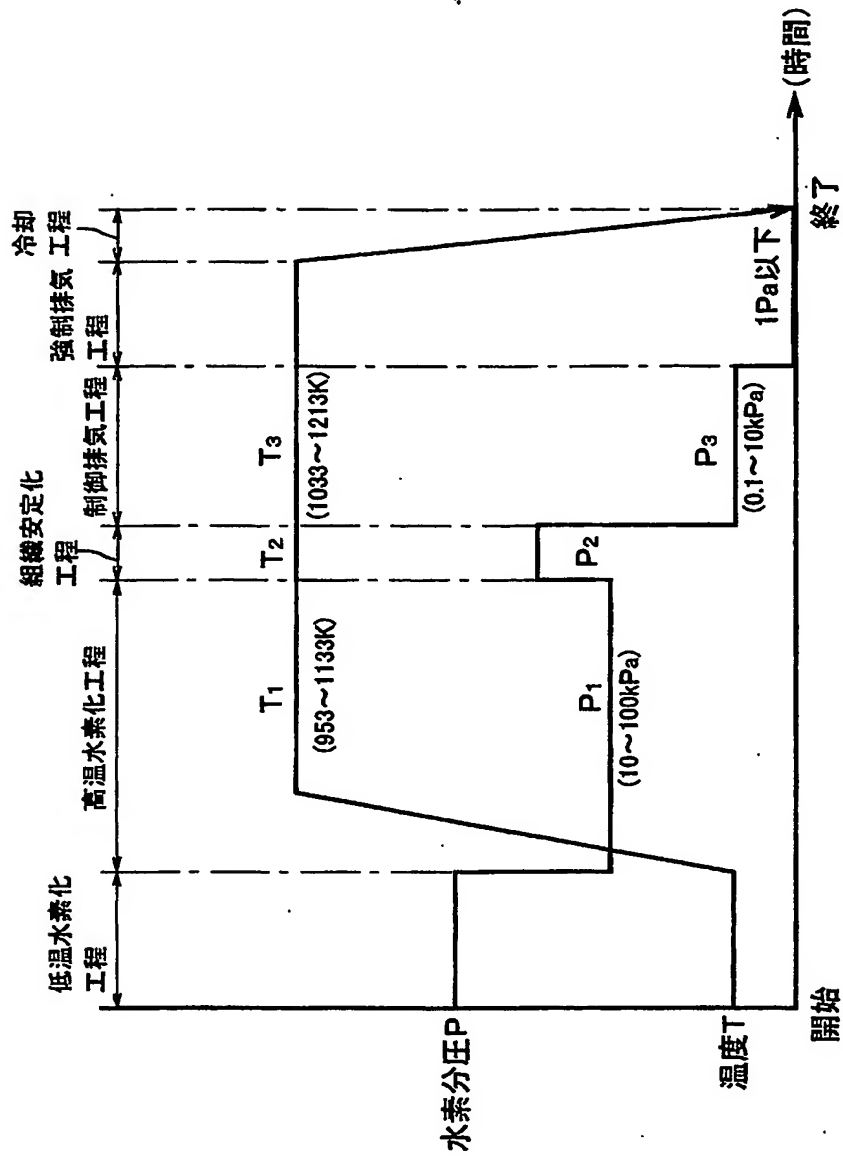 低温水素化
工程
高温水素化工程
組織安定化
工程
制御排気工程
強制排気
工程
冷却
工程
T1
(953~1133K)
T2
T3
(1033~1213K)
水素分圧P
P1
(10~100kPa)
P2
P3
(0.1~10kPa)
1Pa以下
温度T
開始
終了
(時間)